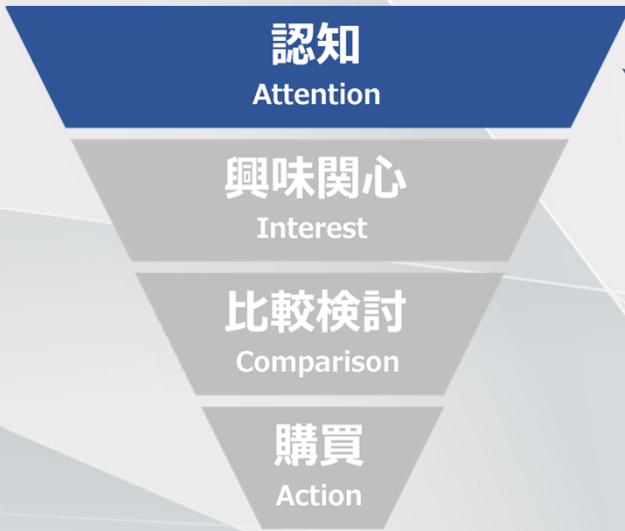 認知
Attention
興味関心
Interest
比較検討
Comparison
購買
Action